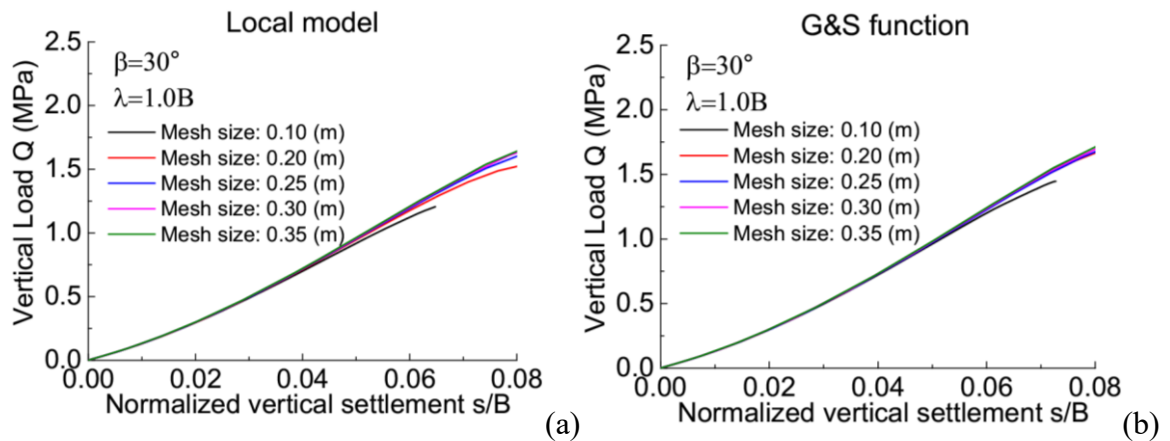 Local model
Vertical Load Q (MPa)
2.5
2.0
1.5
1.0
0.5
0.0
β=30°
λ=1.0B
Mesh size: 0.10 (m)
Mesh size: 0.20 (m)
Mesh size: 0.25 (m)
Mesh size: 0.30 (m)
Mesh size: 0.35 (m)
0.00 0.02 0.04 0.06 0.08
Normalized vertical settlement s/B
(a)
G&S function
Vertical Load Q (MPa)
2.5
2.0
1.5
1.0
0.5
0.0
β=30°
λ=1.0B
Mesh size: 0.10 (m)
Mesh size: 0.20 (m)
Mesh size: 0.25 (m)
Mesh size: 0.30 (m)
Mesh size: 0.35 (m)
0.00 0.02 0.04 0.06 0.08
Normalized vertical settlement s/B
(b)